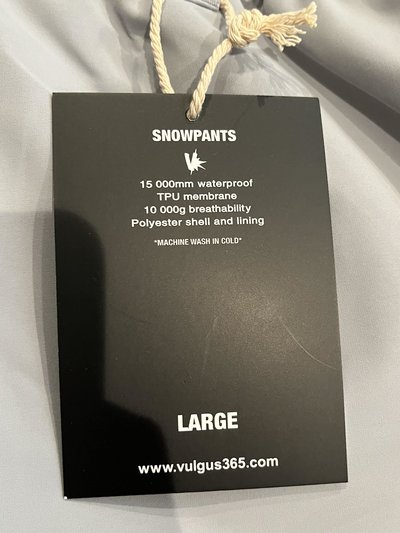 SNOWPANTS
V
15 000mm waterproof
TPU membrane
10 000g breathability
Polyester shell and lining
*MACHINE WASH IN COLD*
LARGE
www.vulgus365.com